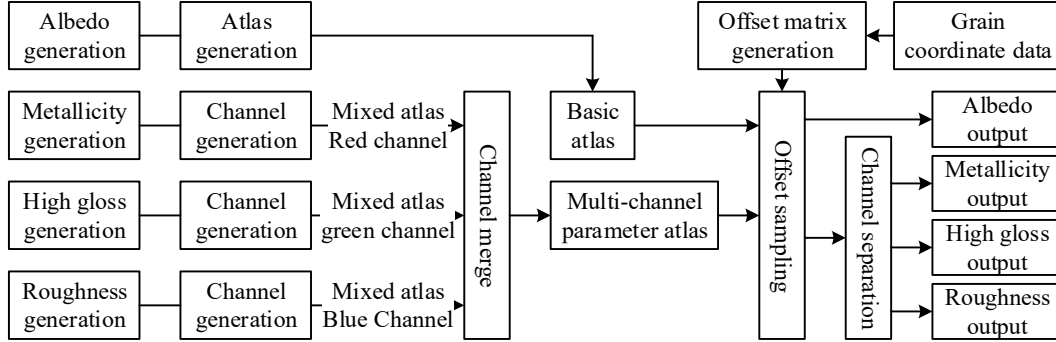 Albedo
generation
Atlas
generation
Offset matrix
generation
Grain
coordinate data
Metallicity
generation
Channel
generation
Mixed atlas
Red channel
Channel merge
Basic
atlas
Offset sampling
Albedo
output
High gloss
generation
Channel
generation
Mixed atlas
green channel
Multi-channel
parameter atlas
Channel separation
Metallicity
output
High gloss
output
Roughness
generation
Channel
generation
Mixed atlas
Blue Channel
Roughness
output